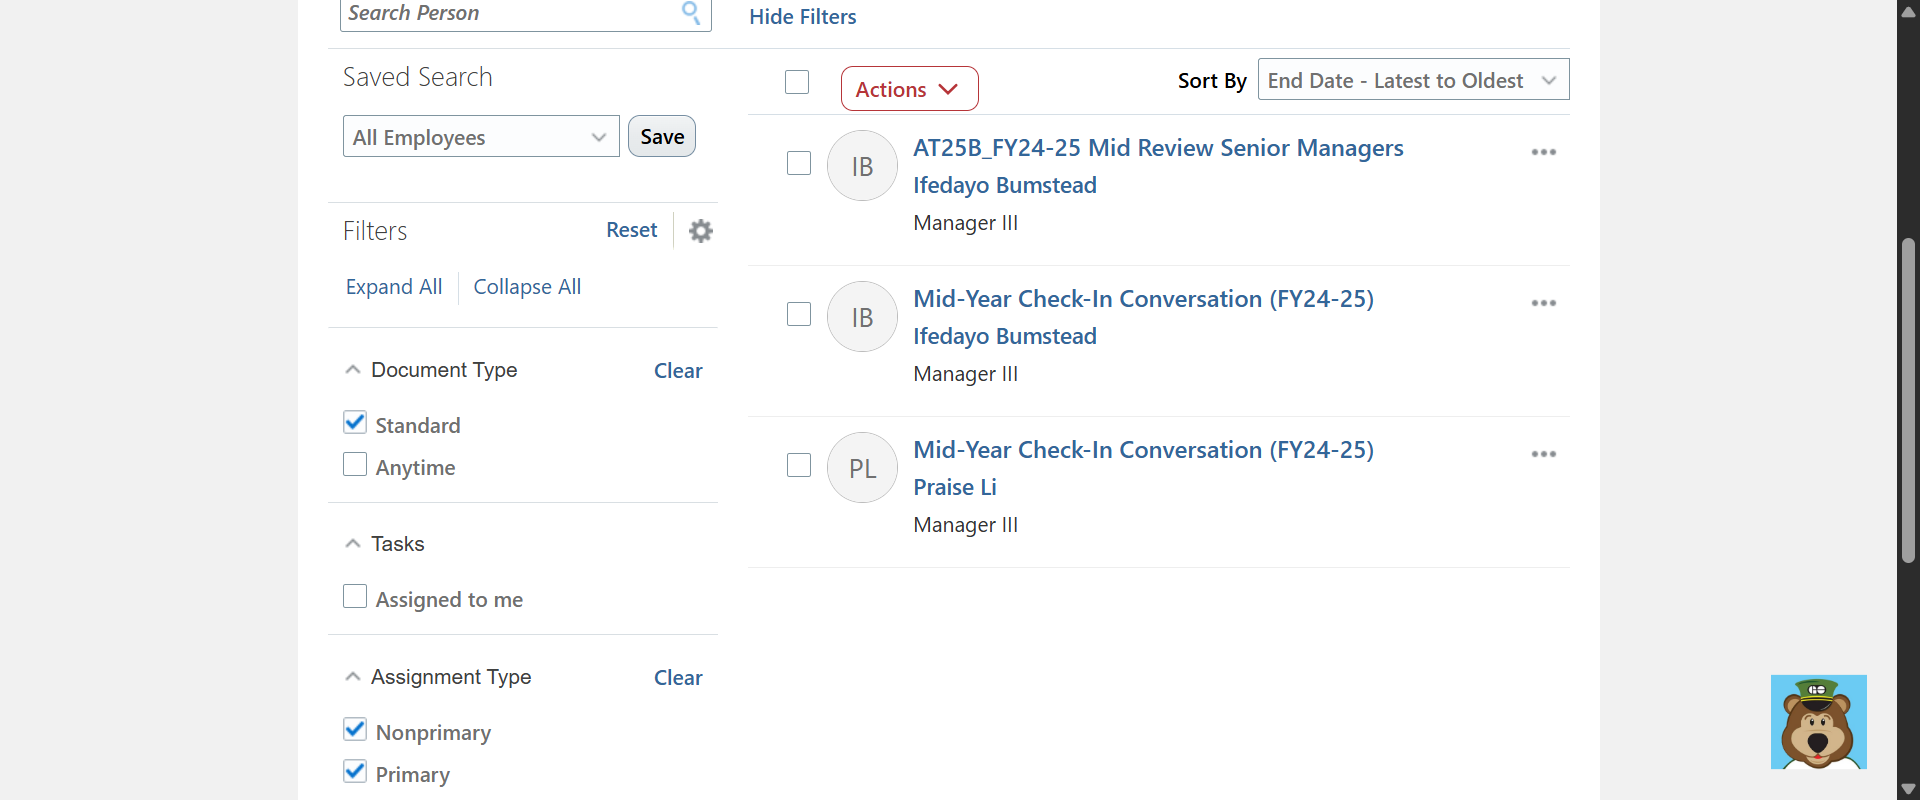 Search Person
Hide Filters
Saved Search
All Employees
Save
Filters
Reset
Expand All
Collapse All
Document Type
Clear
Standard
Anytime
Tasks
Assigned to me
Assignment Type
Clear
Nonprimary
Primary
Actions
Sort By
End Date - Latest to Oldest
IB
AT25B_FY24-25 Mid Review Senior Managers
Ifedayo Bumstead
Manager III
IB
Mid-Year Check-In Conversation (FY24-25)
Ifedayo Bumstead
Manager III
PL
Mid-Year Check-In Conversation (FY24-25)
Praise Li
Manager III